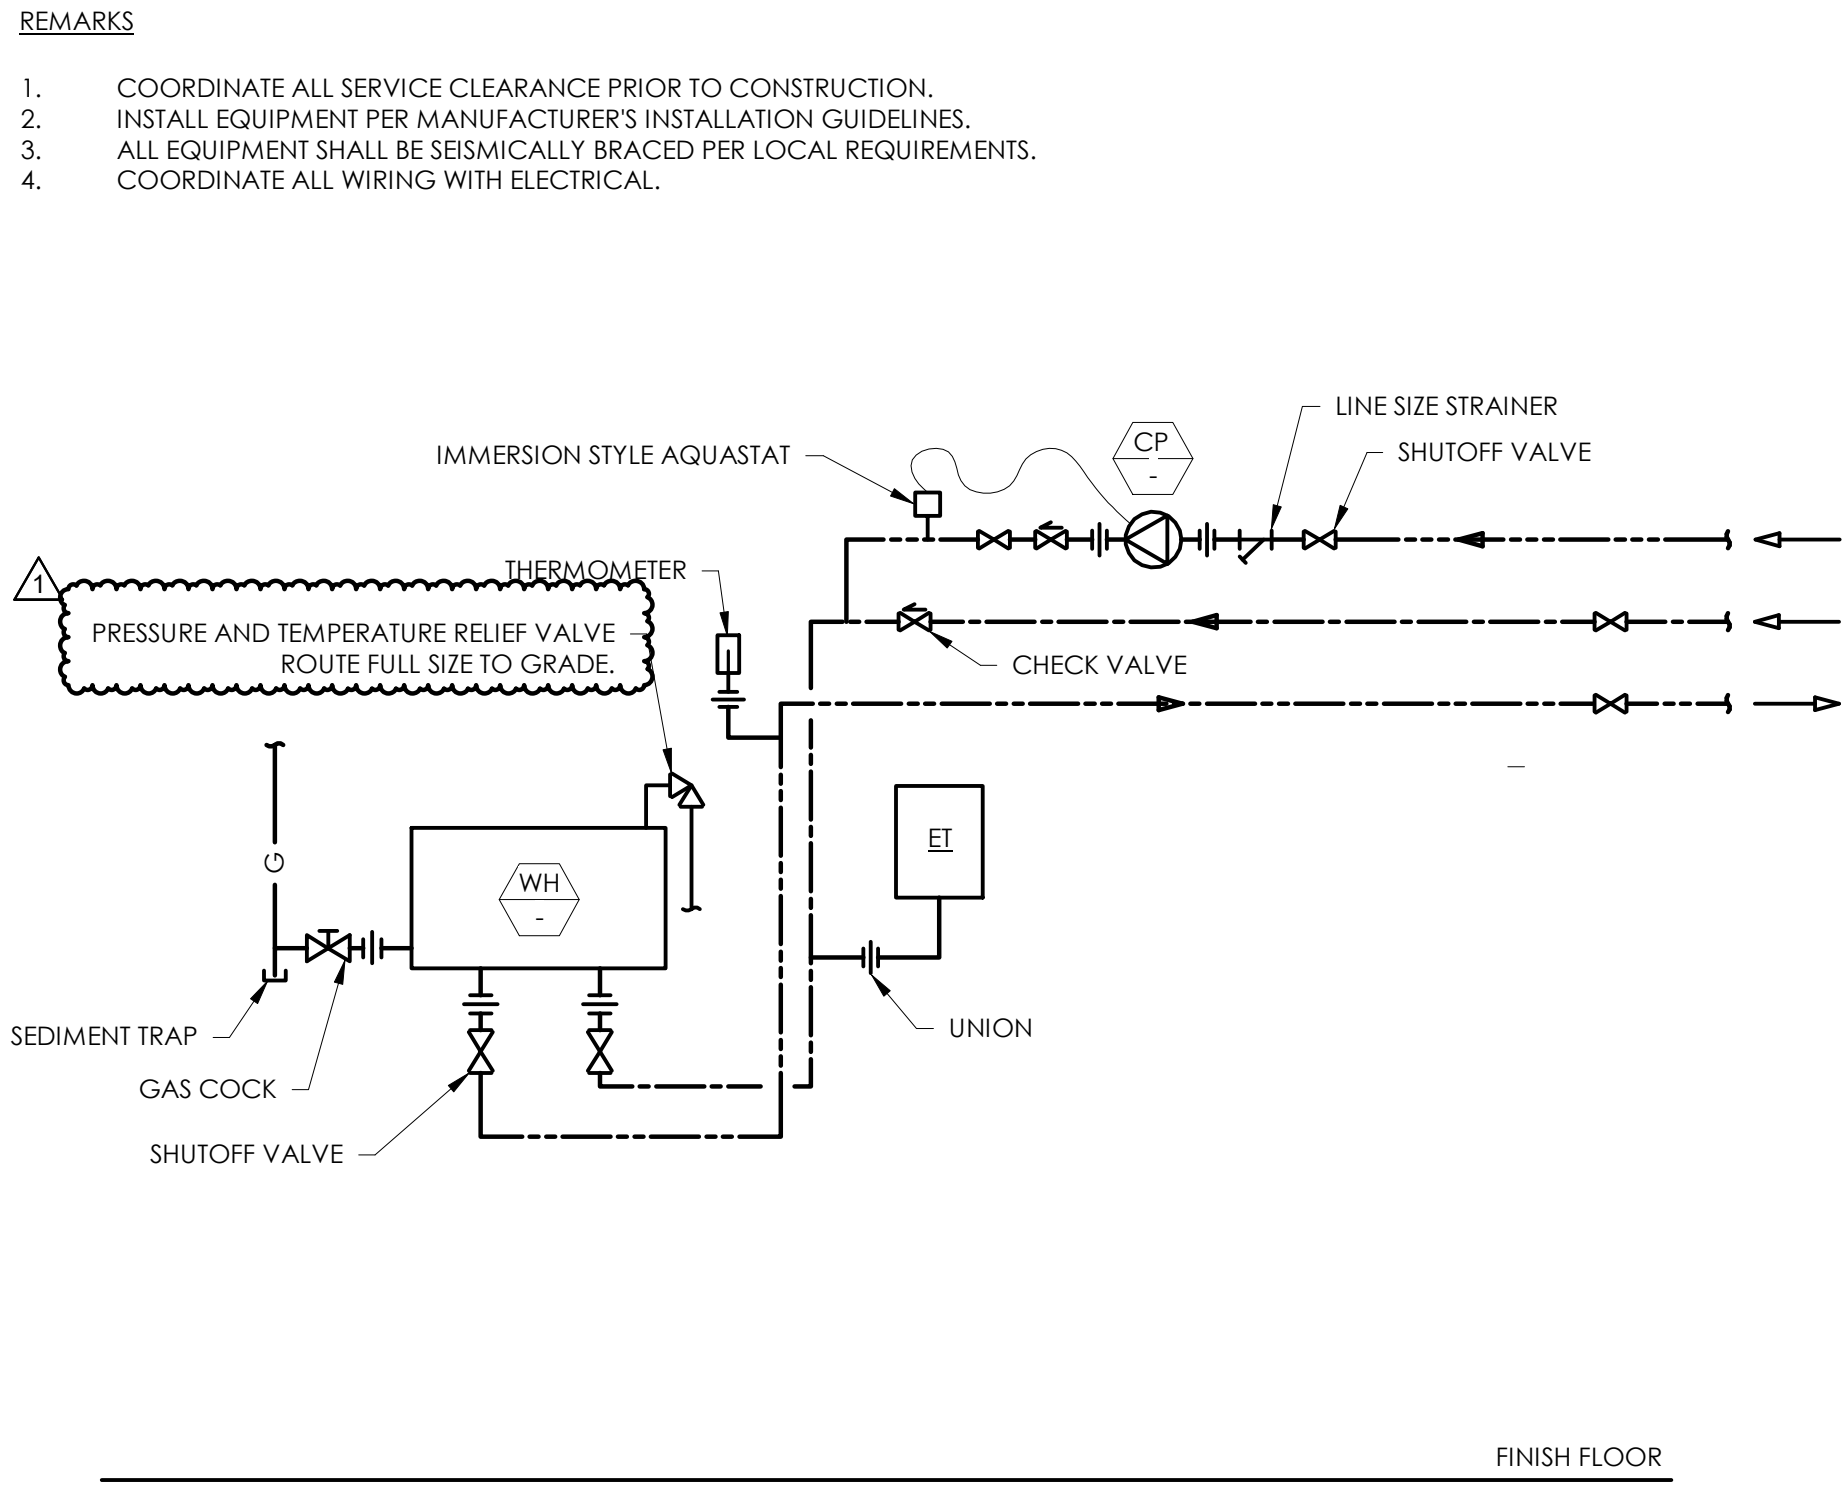 REMARKS
1. COORDINATE ALL SERVICE CLEARANCE PRIOR TO CONSTRUCTION.
2. INSTALL EQUIPMENT PER MANUFACTURER'S INSTALLATION GUIDELINES.
3. ALL EQUIPMENT SHALL BE SEISMICALLY BRACED PER LOCAL REQUIREMENTS.
4. COORDINATE ALL WIRING WITH ELECTRICAL.
LINE SIZE STRAINER
IMMERSION STYLE AQUASTAT
CP
-
SHUTOFF VALVE
THERMOMETER
1
PRESSURE AND TEMPERATURE RELIEF VALVE
ROUTE FULL SIZE TO GRADE.
CHECK VALVE
G
ET
WH
-
SEDIMENT TRAP
UNION
GAS COCK
SHUTOFF VALVE
FINISH FLOOR